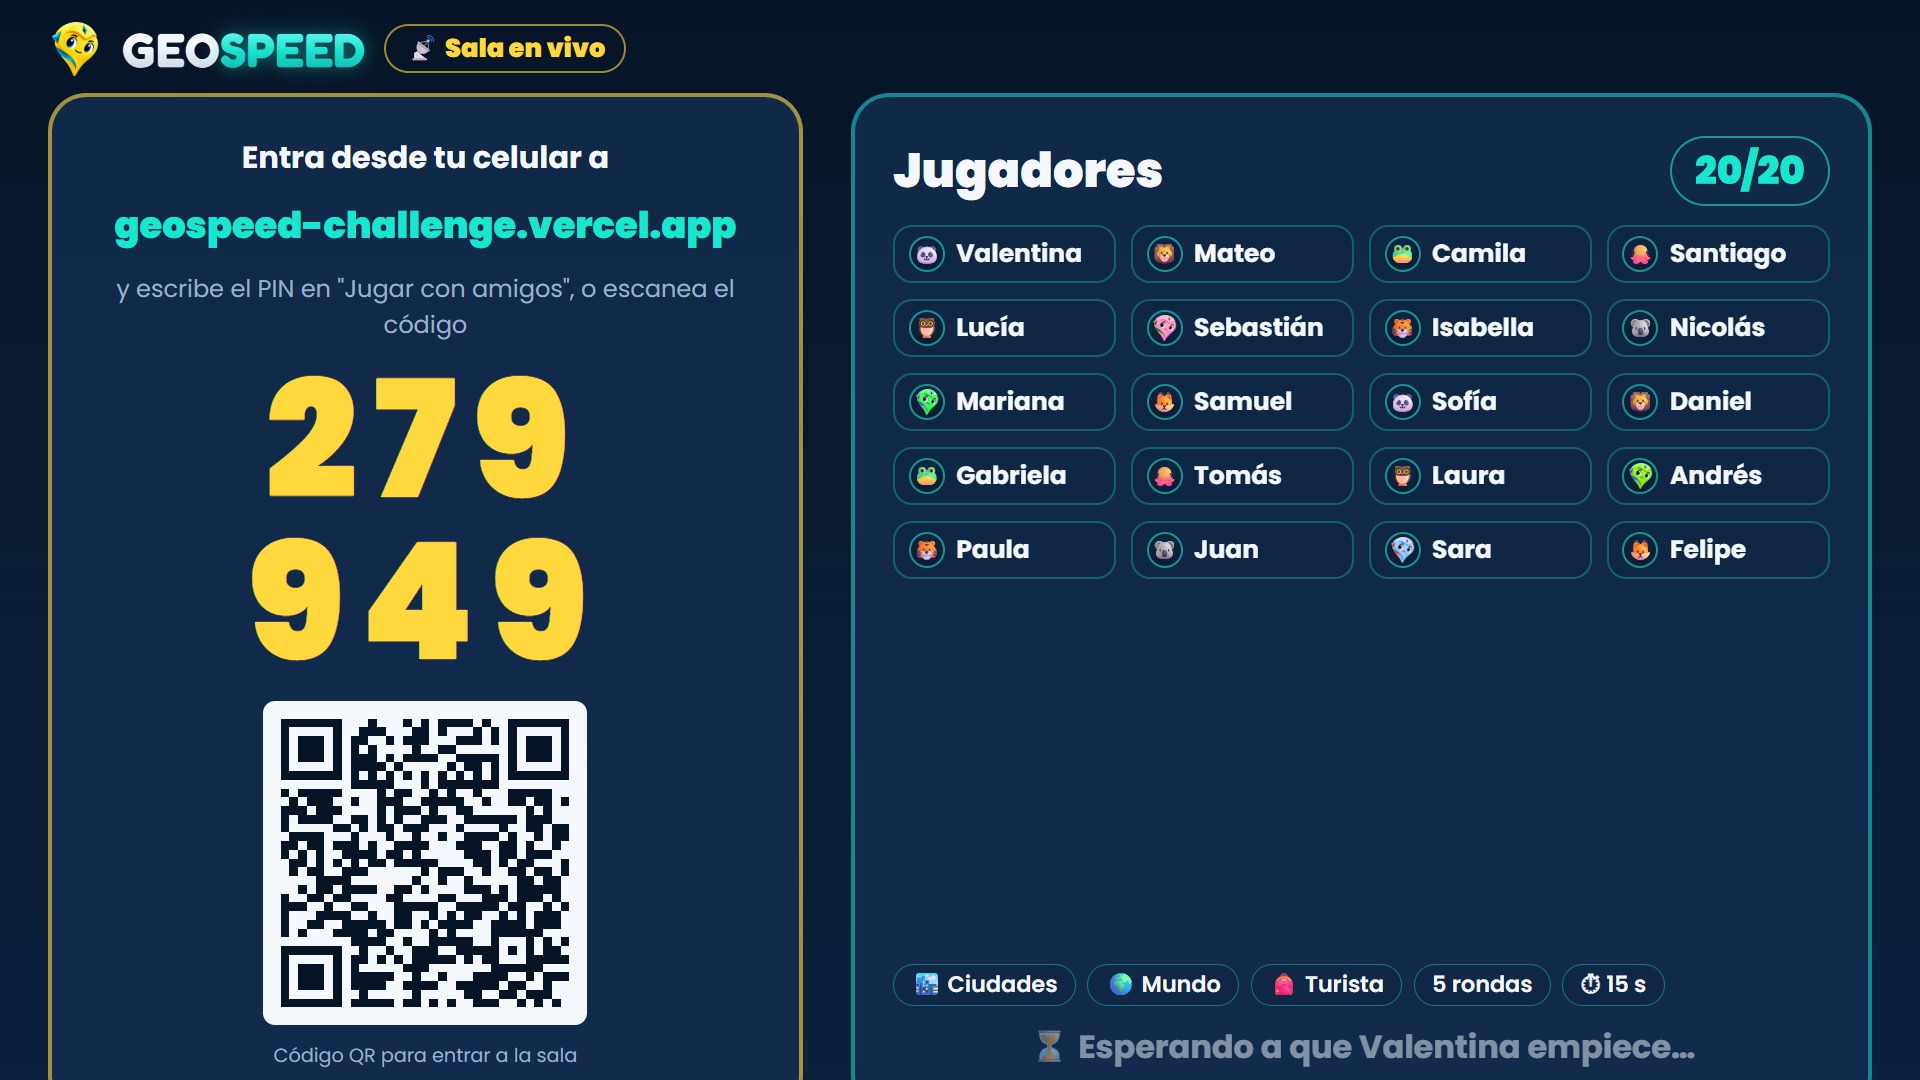 GEOSPEED
Sala en vivo
Entra desde tu celular a
geospeed-challenge.vercel.app
y escribe el PIN en "Jugar con amigos", o escanea el
código
279
949
Código QR para entrar a la sala
Jugadores
20/20
Valentina
Mateo
Camila
Santiago
Lucía
Sebastián
Isabella
Nicolás
Mariana
Samuel
Sofía
Daniel
Gabriela
Tomás
Laura
Andrés
Paula
Juan
Sara
Felipe
Ciudades
Mundo
Turista
5 rondas
⏱ 15 s
⏳ Esperando a que Valentina empiece...